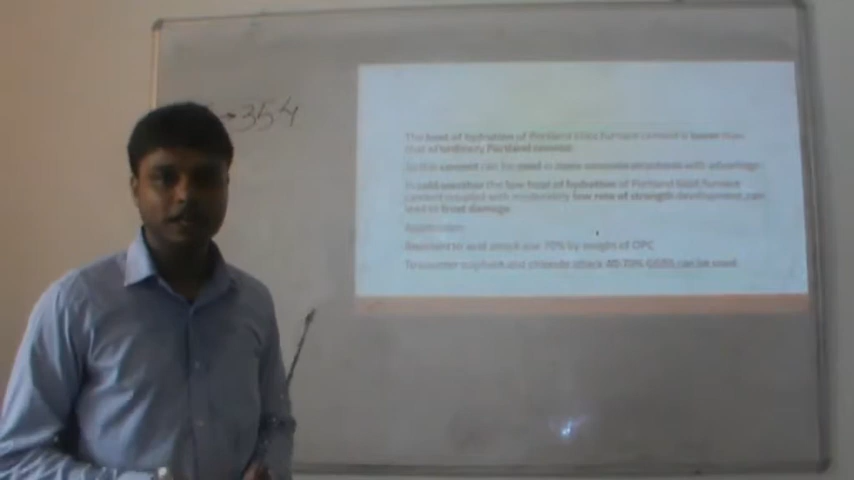 354
The heat of hydration of Portland blast furnace cement is lower than
that of ordinary Portland cement.
So this cement can be used in mass concrete structures with advantage.
In cold weather the low heat of hydration of Portland blast furnace
cement coupled with moderately low rate of strength development, can
lead to frost damage.
Application:
Resistant to acid attack use 70% by weight of OPC
To counter sulphate and chloride attack 40-70% GGBS can be used